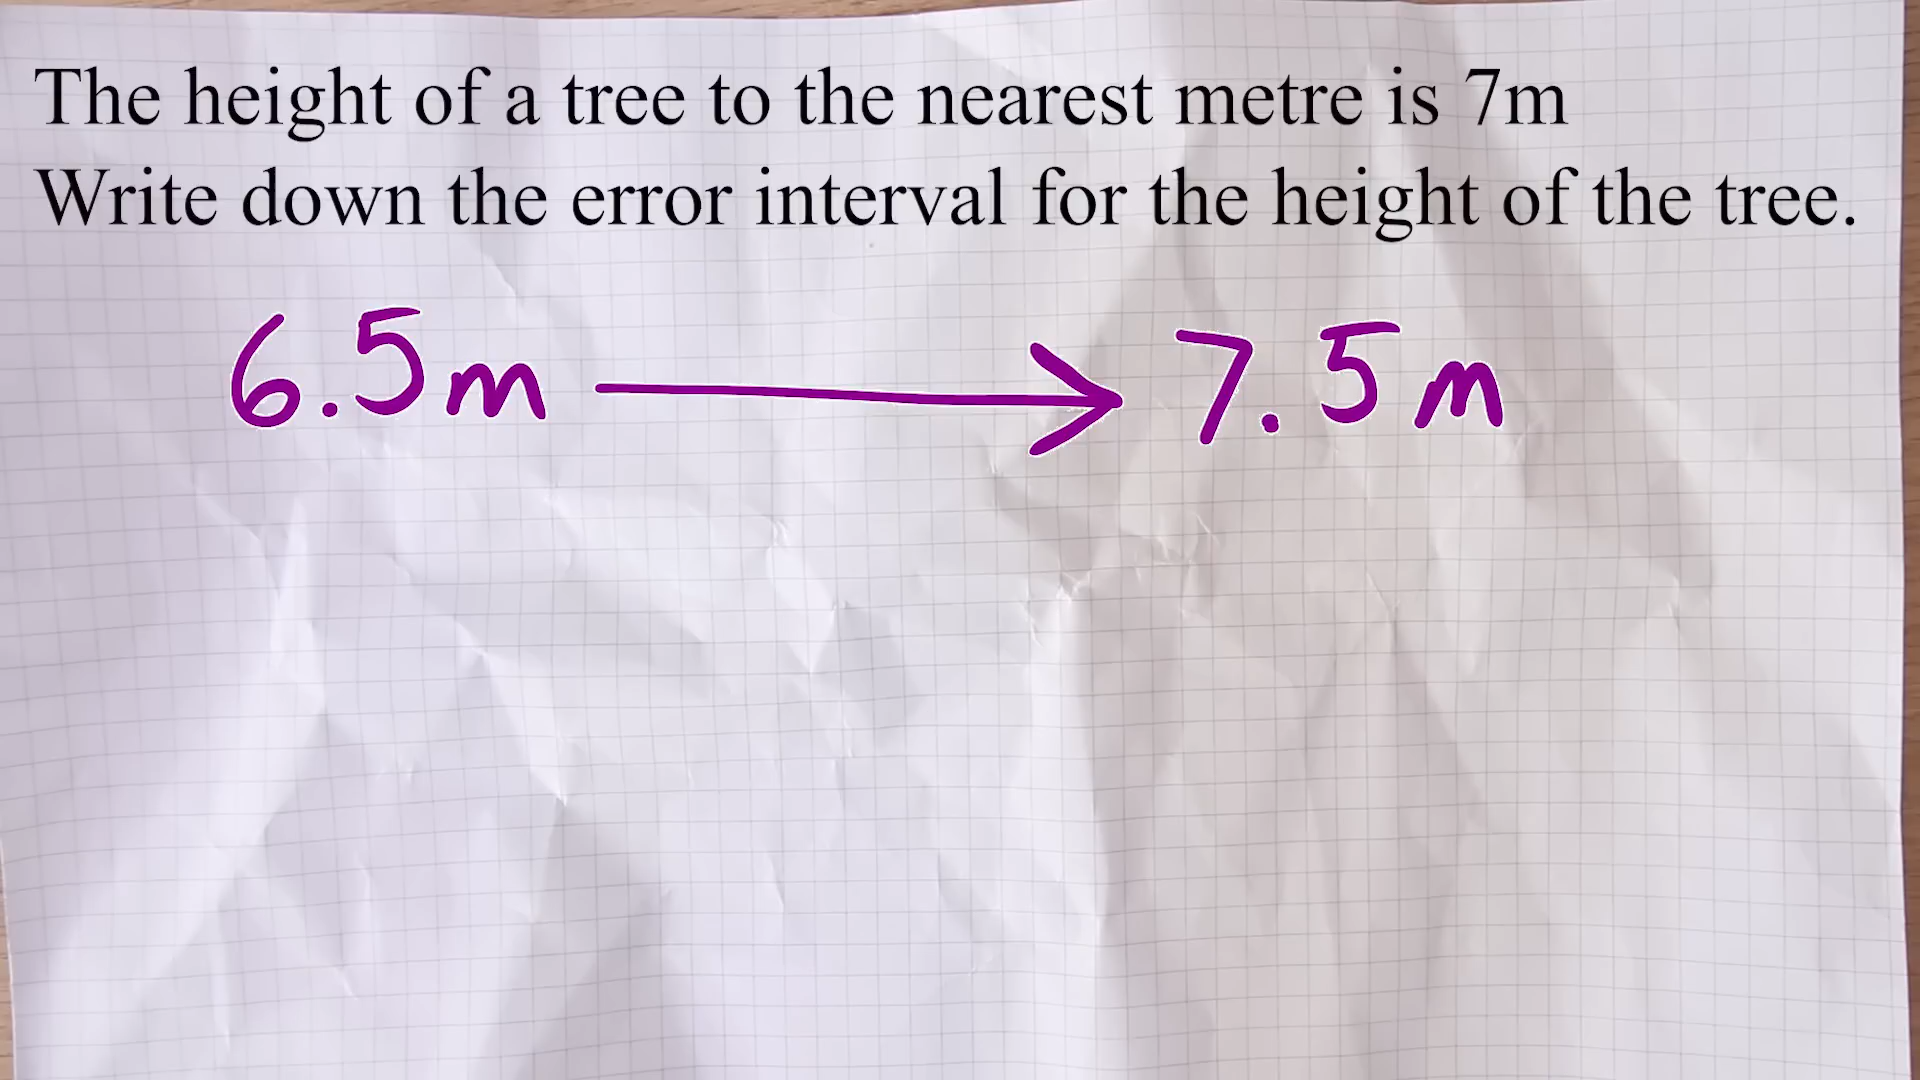 The height of a tree to the nearest metre is 7m
Write down the error interval for the height of the tree.
6.5m → 7.5m